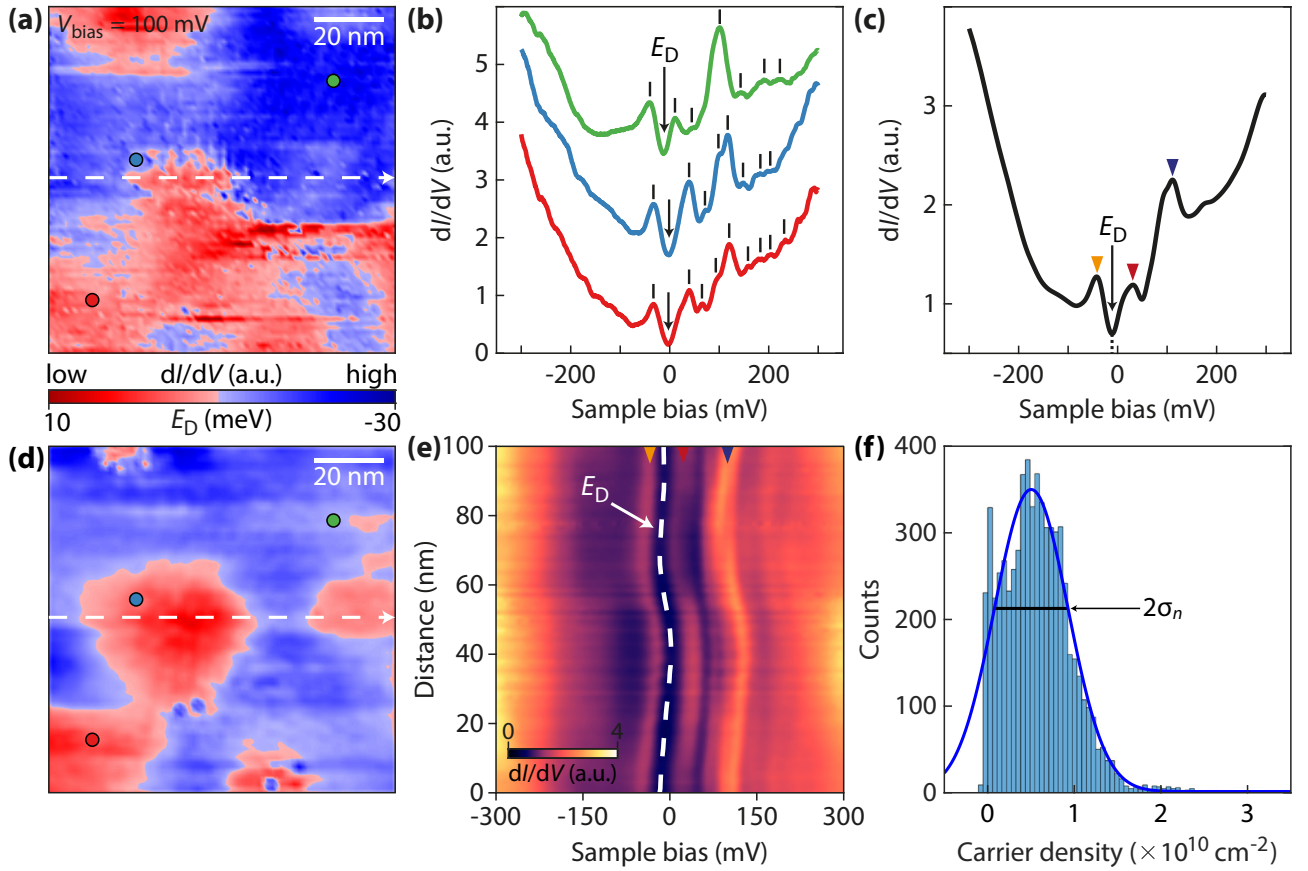 (a)
V_bias = 100 mV
20 nm
low dI/dV (a.u.) high
10 E_D (meV) -30
(b)
dI/dV (a.u.)
5
4
3
2
1
0
E_D
-200 0 200
Sample bias (mV)
(c)
dI/dV (a.u.)
3
2
1
E_D
-200 0 200
Sample bias (mV)
(d)
20 nm
(e)
Distance (nm)
100
80
60
40
20
0
E_D
0 4
dI/dV (a.u.)
-300 -150 0 150 300
Sample bias (mV)
(f)
Counts
400
300
200
100
0
2σ_n
0 1 2 3
Carrier density (× 10^10 cm^-2)